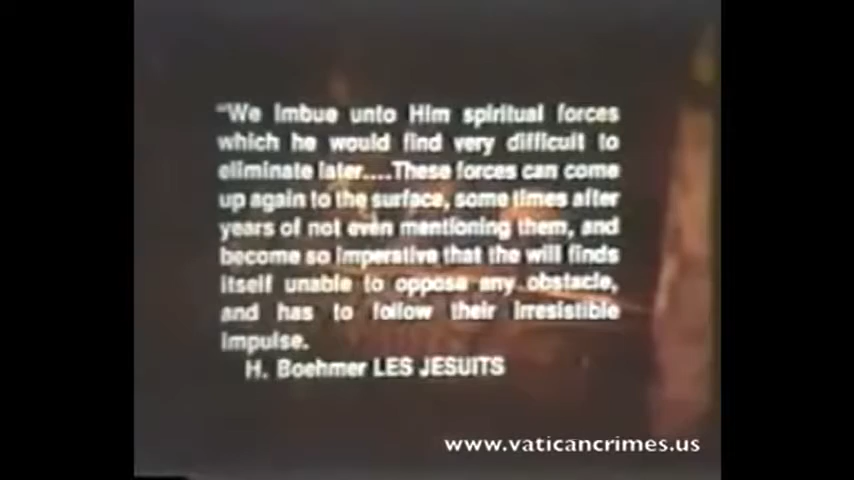 "We imbue unto Him spiritual forces
which he would find very difficult to
eliminate later....These forces can come
up again to the surface, some times after
years of not even mentioning them, and
become so imperative that the will finds
itself unable to oppose any obstacle,
and has to follow their irresistible
impulse.
H. Boehmer LES JESUITS
www.vaticancrimes.us